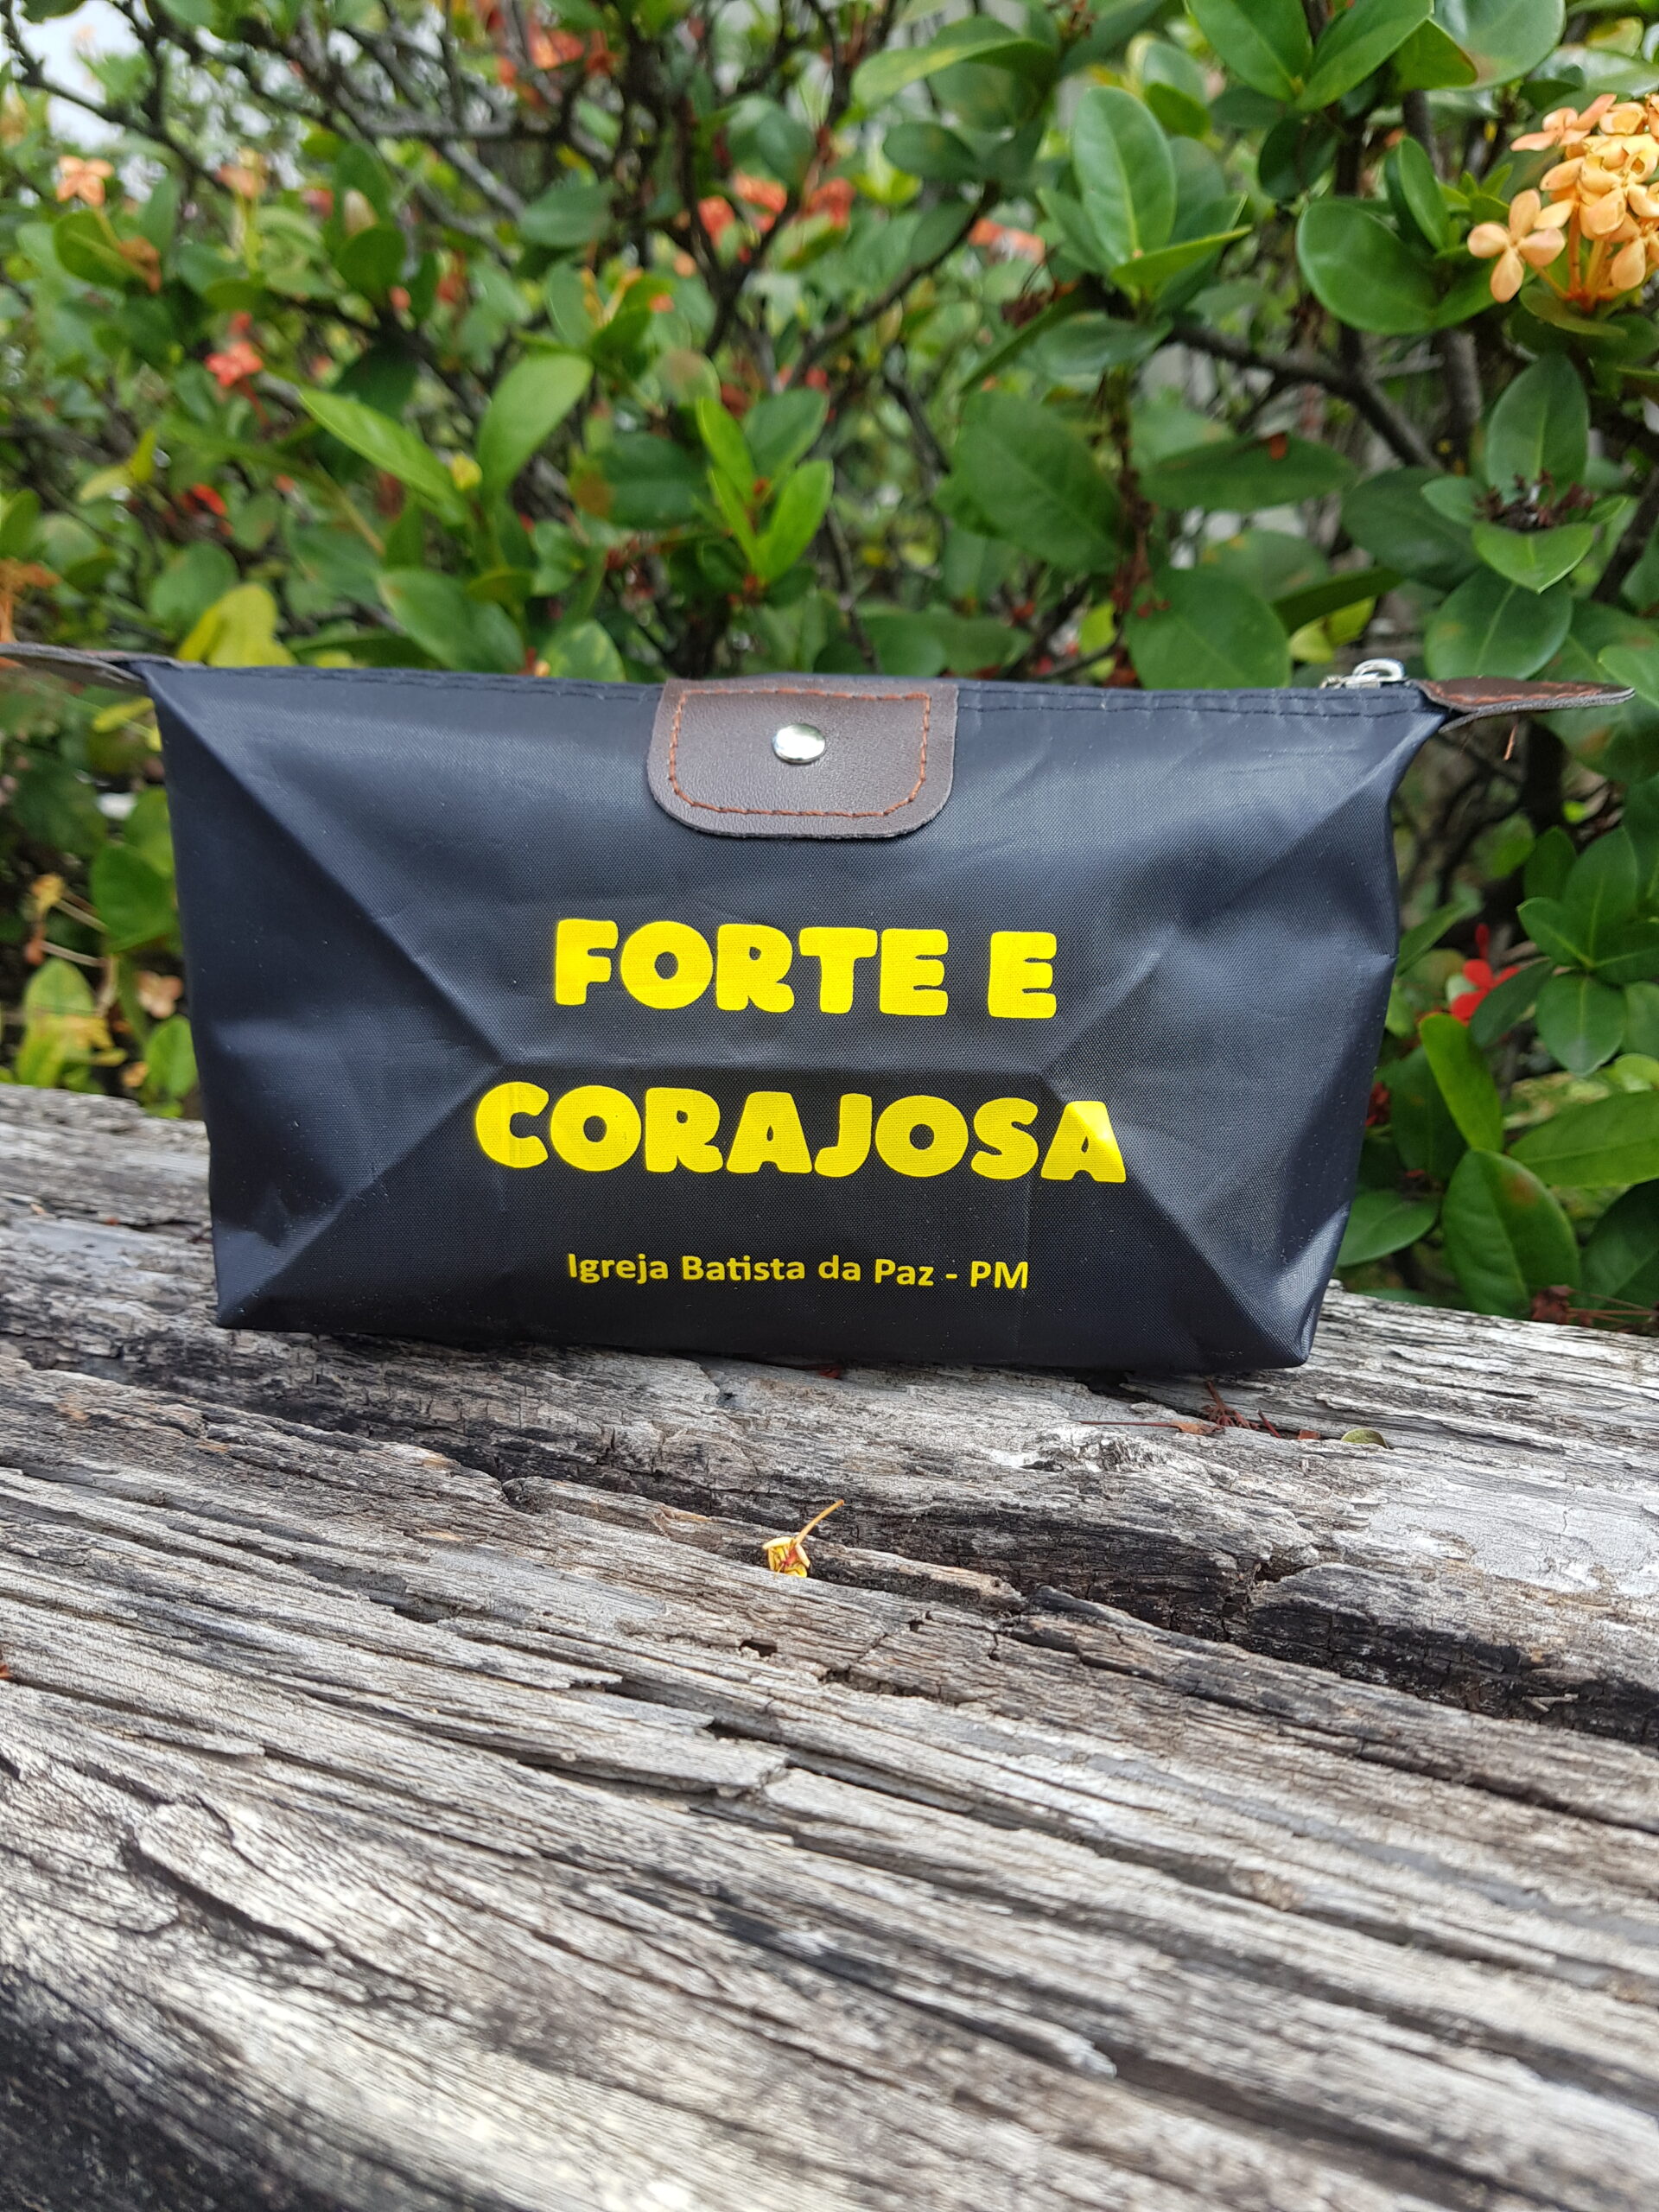 FORTE E
CORAJOSA
Igreja Batista da Paz - PM